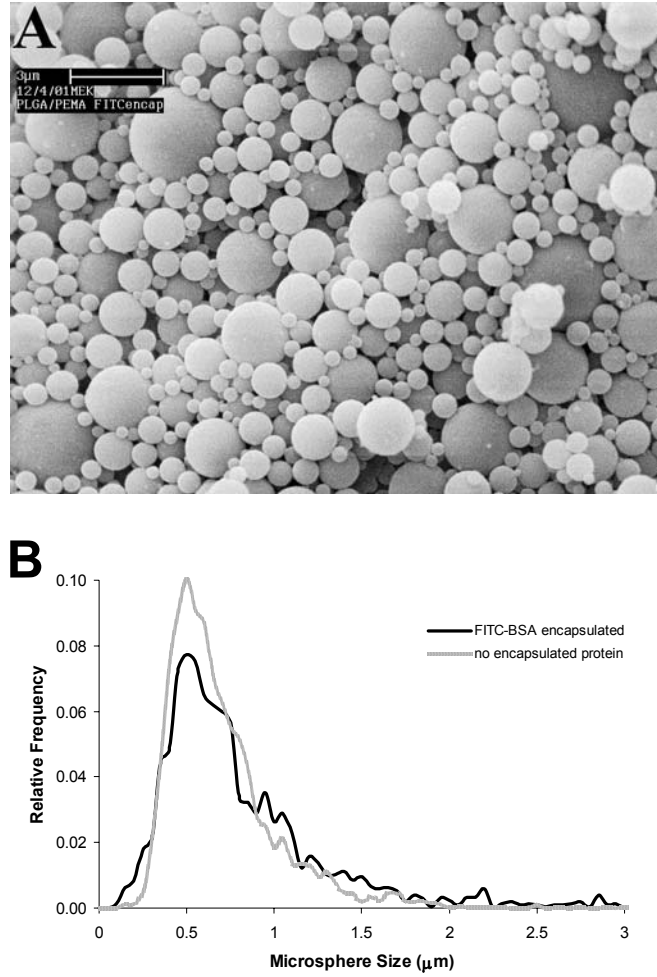 A
3µm
12/4/01MEK
PLGA/PEMA FITCencap
B
0.10
0.08
0.06
0.04
0.02
0.00
Relative Frequency
FITC-BSA encapsulated
no encapsulated protein
0 0.5 1 1.5 2 2.5 3
Microsphere Size (µm)